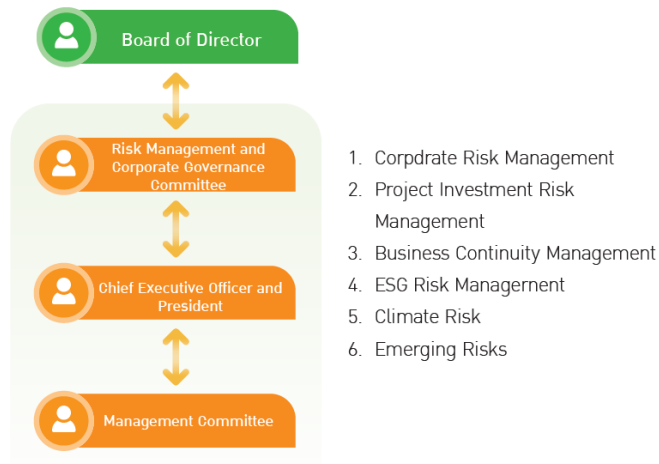 Board of Director
Risk Management and
Corporate Governance
Committee
Chief Executive Officer and
President
Management Committee
1. Corpdrate Risk Management
2. Project Investment Risk
Management
3. Business Continuity Management
4. ESG Risk Managernent
5. Climate Risk
6. Emerging Risks